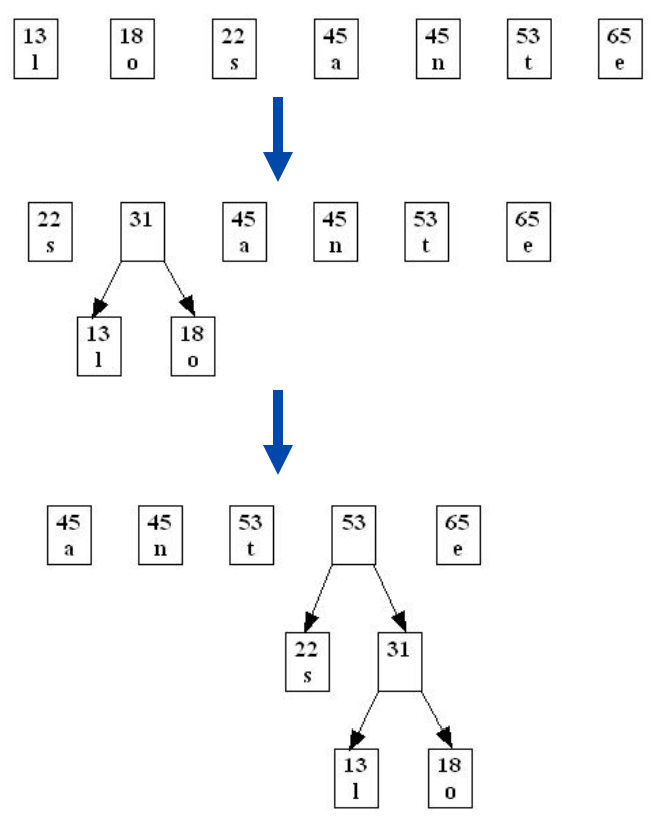 13 18 22 45 45 53 65
l o s a n t e
22 31 45 45 53 65
s a n t e
13 18
l o
45 45 53 53 65
a n t e
22 31
s
13 18
l o